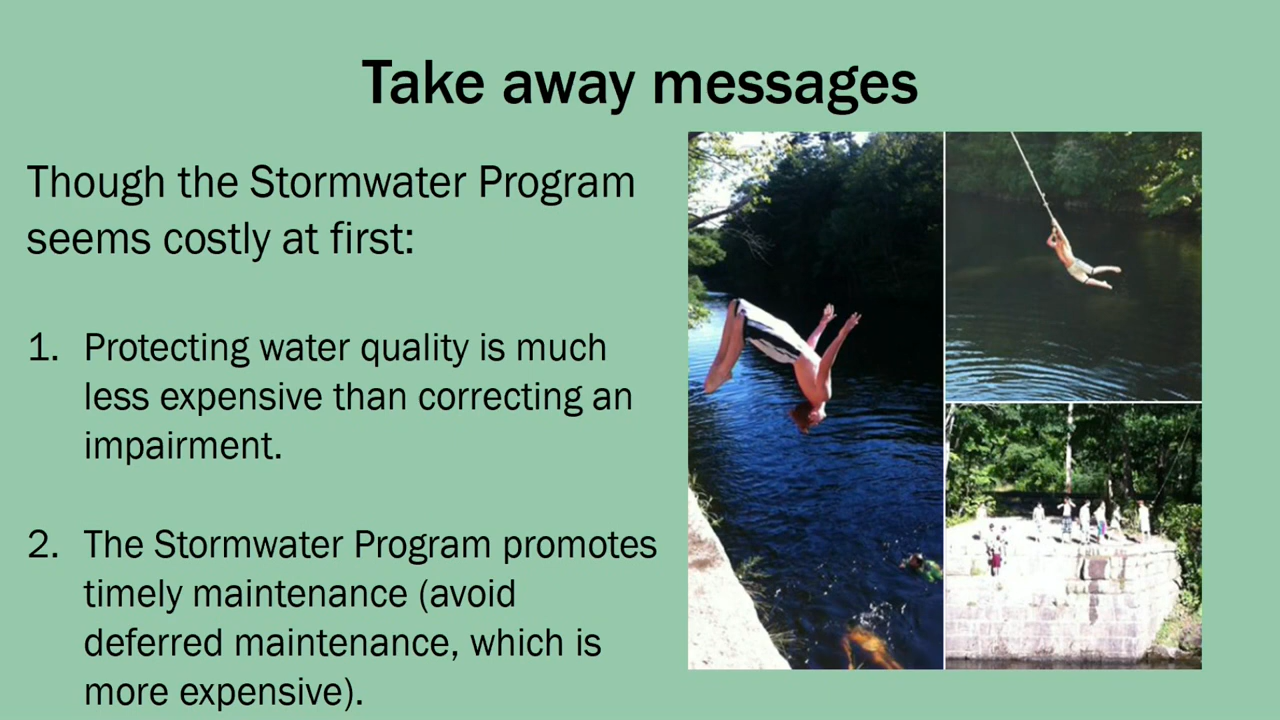 Take away messages
Though the Stormwater Program
seems costly at first:
1. Protecting water quality is much
less expensive than correcting an
impairment.
2. The Stormwater Program promotes
timely maintenance (avoid
deferred maintenance, which is
more expensive).